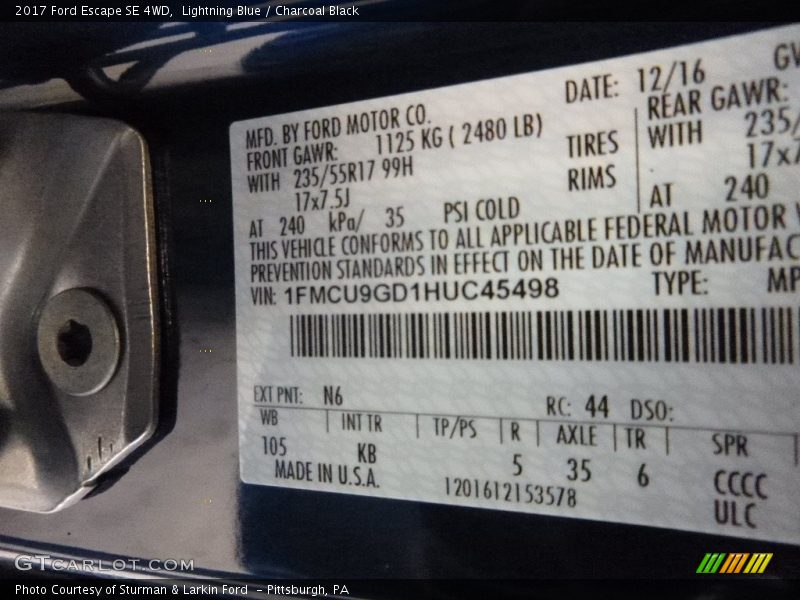 2017 Ford Escape SE 4WD, Lightning Blue / Charcoal Black
MFD. BY FORD MOTOR CO. DATE: 12/16 GV
FRONT GAWR: 1125 KG ( 2480 LB) REAR GAWR:
WITH 235/55R17 99H TIRES WITH 235/
17x7.5J RIMS 17x7
AT 240 kPa/ 35 PSI COLD AT 240
THIS VEHICLE CONFORMS TO ALL APPLICABLE FEDERAL MOTOR
PREVENTION STANDARDS IN EFFECT ON THE DATE OF MANUFAC
VIN: 1FMCU9GD1HUC45498 TYPE: MP
EXT PNT: N6 RC: 44 DSO:
WB INT TR TP/PS R AXLE TR SPR
105 KB 5 35 6 CCCC
MADE IN U.S.A. 1201612153578 ULC
GTCARLOT.COM
Photo Courtesy of Sturman & Larkin Ford - Pittsburgh, PA